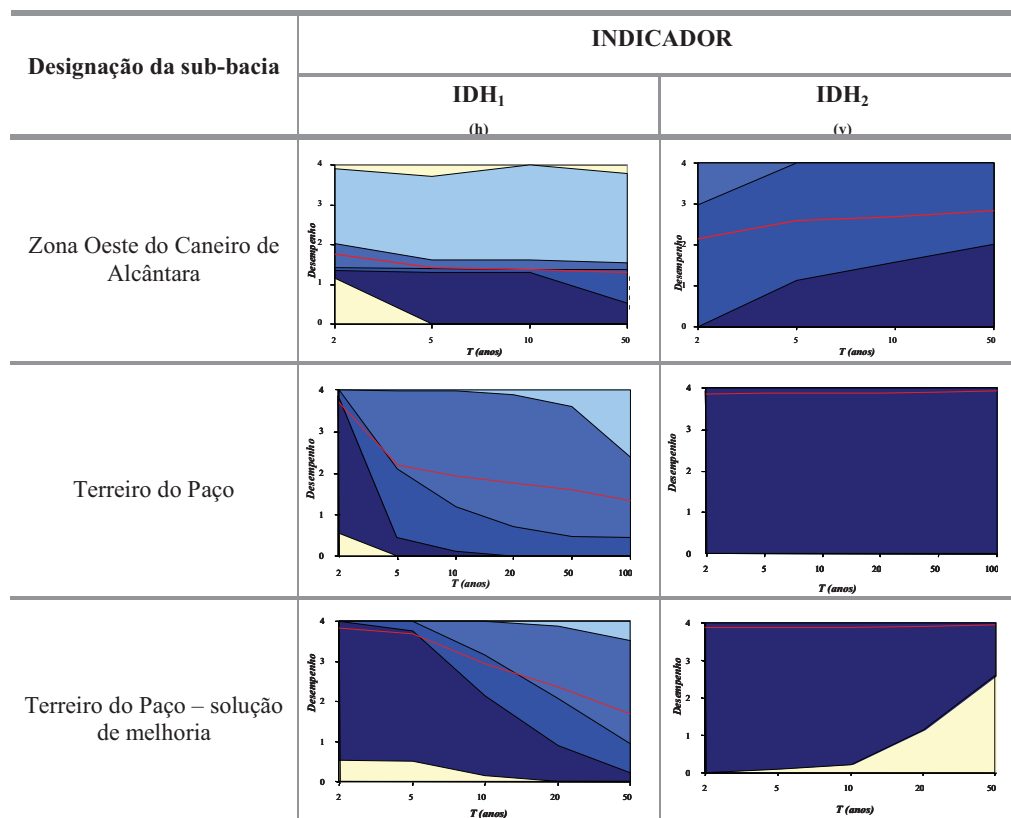 Designação da sub-bacia
INDICADOR
IDH₁
(h)
IDH₂
(v)
Zona Oeste do Caneiro de
Alcântara
Desempenho
4
3
2
1
0
2 5 10 50
T (anos)
Desempenho
4
3
2
1
0
2 5 10 50
T (anos)
Terreiro do Paço
Desempenho
4
3
2
1
0
2 5 10 20 50 100
T (anos)
Desempenho
4
3
2
1
0
2 5 10 20 50 100
T (anos)
Terreiro do Paço – solução
de melhoria
Desempenho
4
3
2
1
0
2 5 10 20 50
T (anos)
Desempenho
4
3
2
1
0
2 5 10 20 50
T (anos)